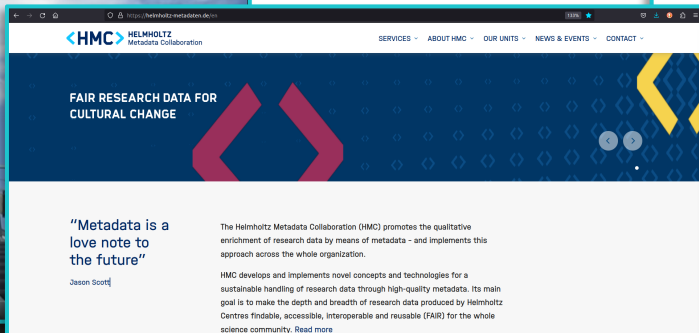 https://helmholtz-metadaten.de/en
133%
<HMC> HELMHOLTZ
Metadata Collaboration
SERVICES ABOUT HMC OUR UNITS NEWS & EVENTS CONTACT
FAIR RESEARCH DATA FOR
CULTURAL CHANGE
“Metadata is a
love note to
the future”
Jason Scott
The Helmholtz Metadata Collaboration (HMC) promotes the qualitative
enrichment of research data by means of metadata - and implements this
approach across the whole organization.
HMC develops and implements novel concepts and technologies for a
sustainable handling of research data through high-quality metadata. Its main
goal is to make the depth and breadth of research data produced by Helmholtz
Centres findable, accessible, interoperable and reusable (FAIR) for the whole
science community. Read more